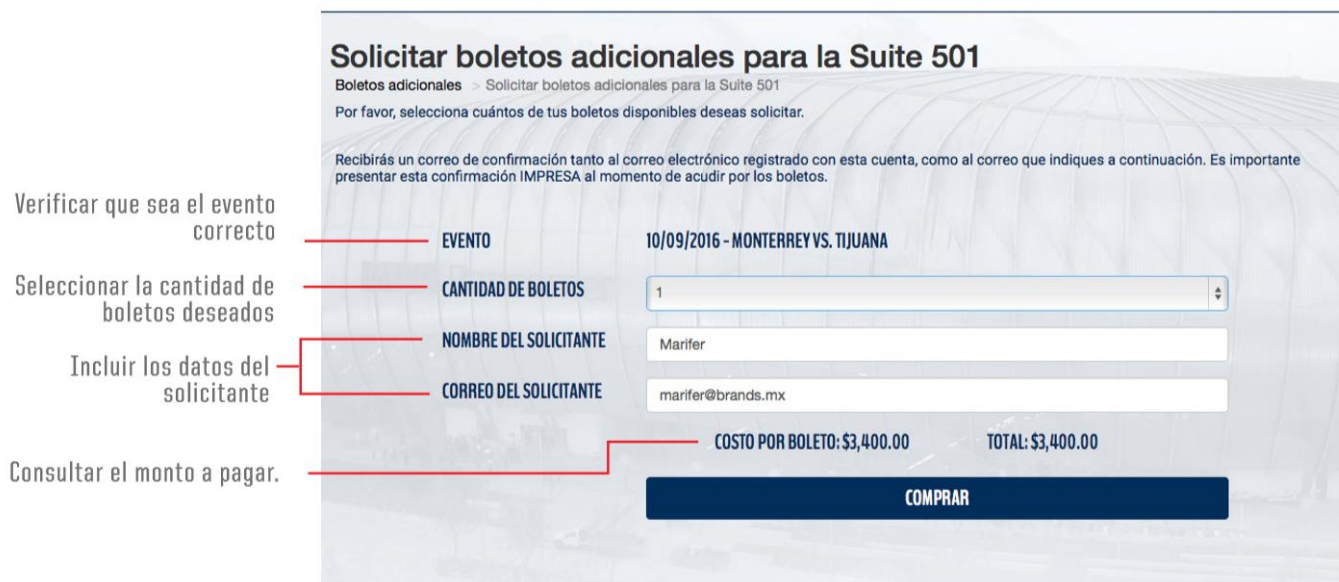 Solicitar boletos adicionales para la Suite 501
Boletos adicionales > Solicitar boletos adicionales para la Suite 501
Por favor, selecciona cuántos de tus boletos disponibles deseas solicitar.
Recibirás un correo de confirmación tanto al correo electrónico registrado con esta cuenta, como al correo que indiques a continuación. Es importante
presentar esta confirmación IMPRESA al momento de acudir por los boletos.
Verificar que sea el evento
correcto
EVENTO 10/09/2016 - MONTERREY VS. TIJUANA
Seleccionar la cantidad de
boletos deseados
CANTIDAD DE BOLETOS 1
Incluir los datos del
solicitante
NOMBRE DEL SOLICITANTE Marifer
CORREO DEL SOLICITANTE marifer@brands.mx
Consultar el monto a pagar.
COSTO POR BOLETO: $3,400.00 TOTAL: $3,400.00
COMPRAR